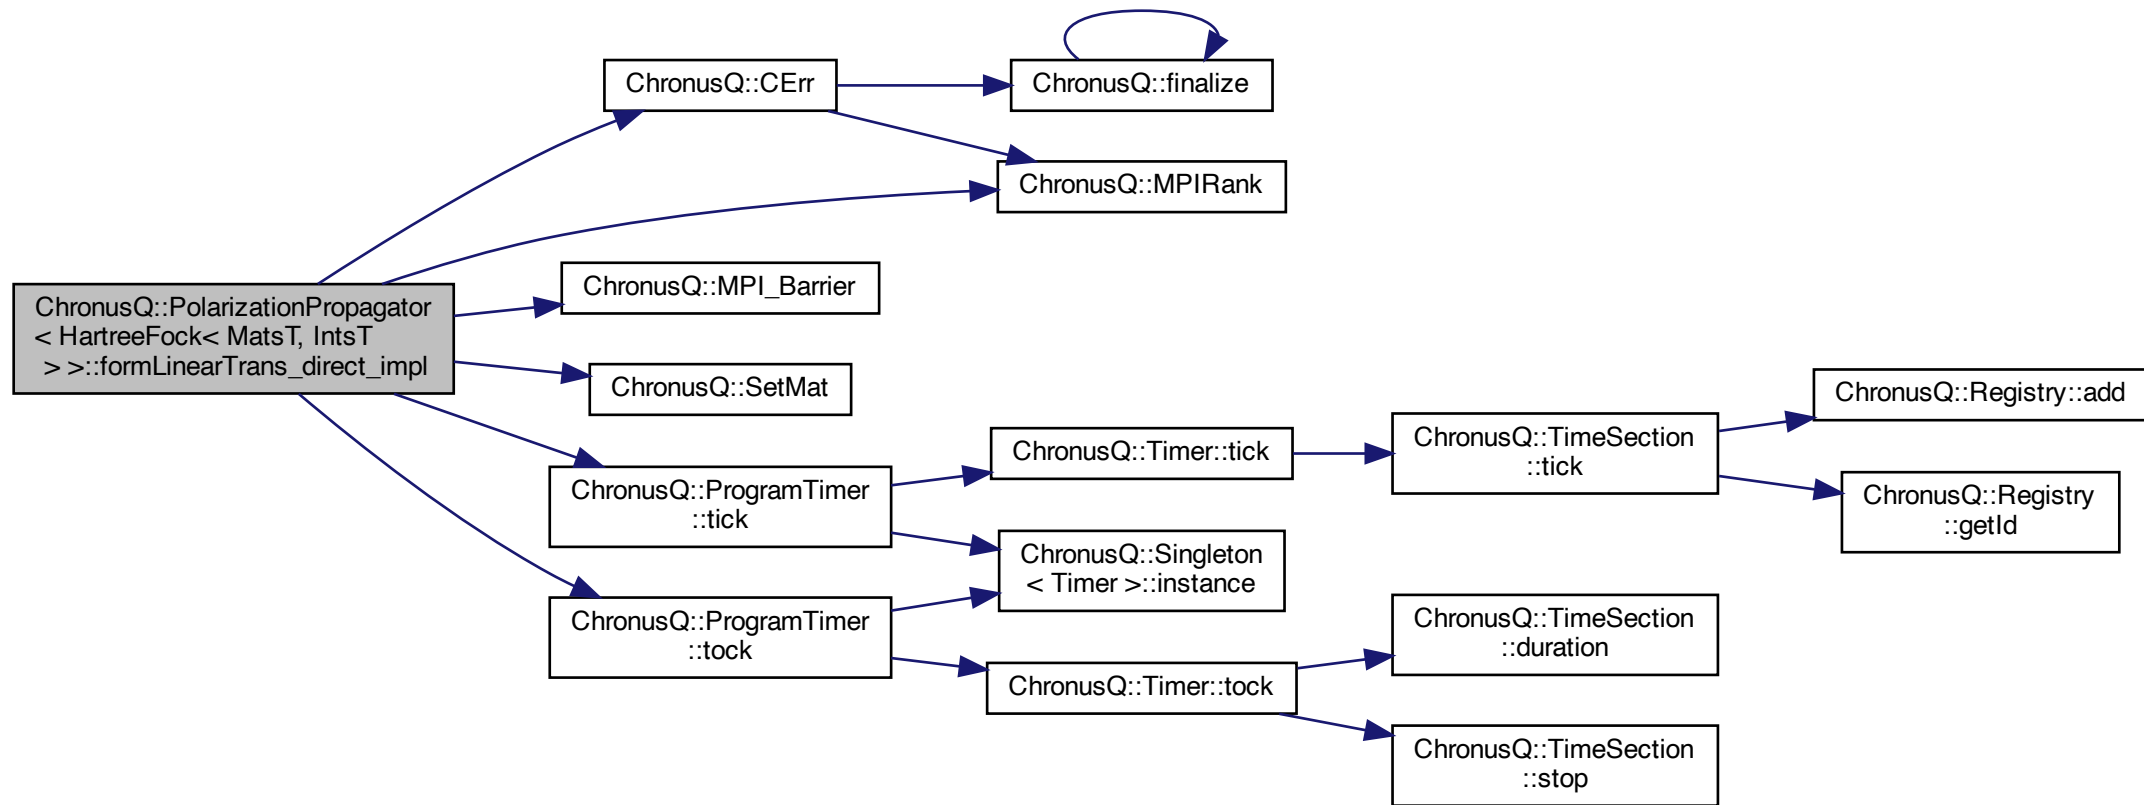 ChronusQ::PolarizationPropagator
< HartreeFock< MatsT, IntsT
> >::formLinearTrans_direct_impl
ChronusQ::CErr
ChronusQ::finalize
ChronusQ::MPIRank
ChronusQ::MPI_Barrier
ChronusQ::SetMat
ChronusQ::ProgramTimer
::tick
ChronusQ::Timer::tick
ChronusQ::TimeSection
::tick
ChronusQ::Registry::add
ChronusQ::Registry
::getId
ChronusQ::Singleton
< Timer >::instance
ChronusQ::ProgramTimer
::tock
ChronusQ::Timer::tock
ChronusQ::TimeSection
::duration
ChronusQ::TimeSection
::stop